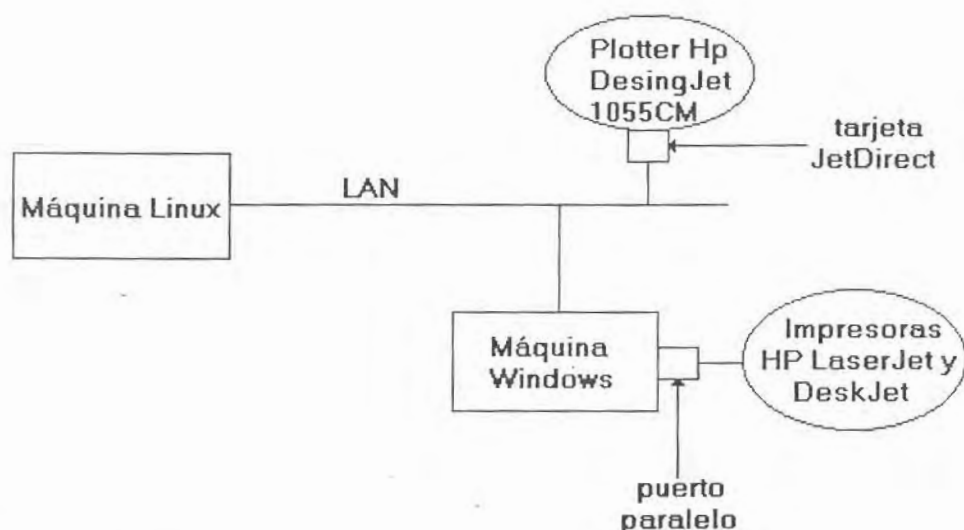 Plotter Hp
DesingJet
1055CM
tarjeta
JetDirect
LAN
Máquina Linux
Máquina
Windows
Impresoras
HP LaserJet y
DeskJet
puerto
paralelo